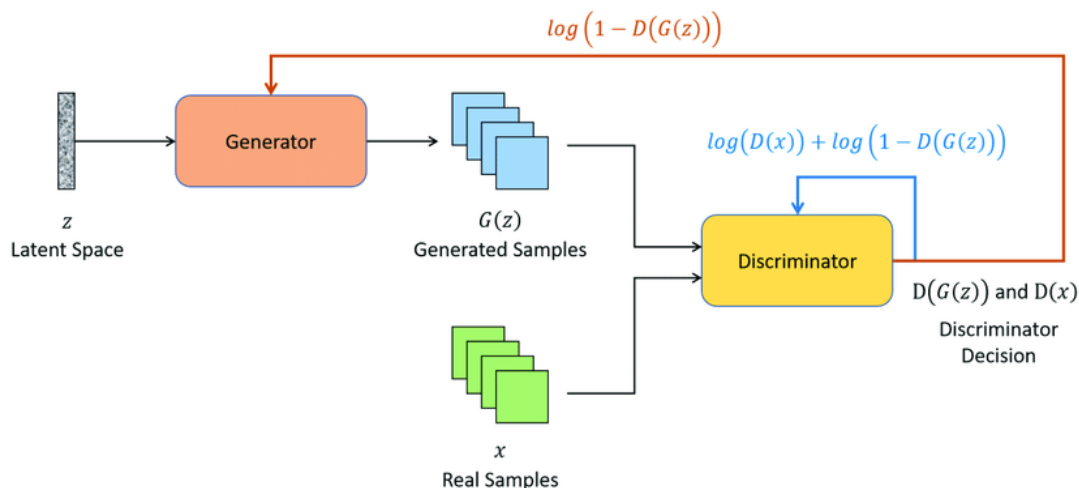 log(1 − D(G(z)))
Generator
log(D(x)) + log(1 − D(G(z)))
z
Latent Space
G(z)
Generated Samples
Discriminator
D(G(z)) and D(x)
Discriminator
Decision
x
Real Samples